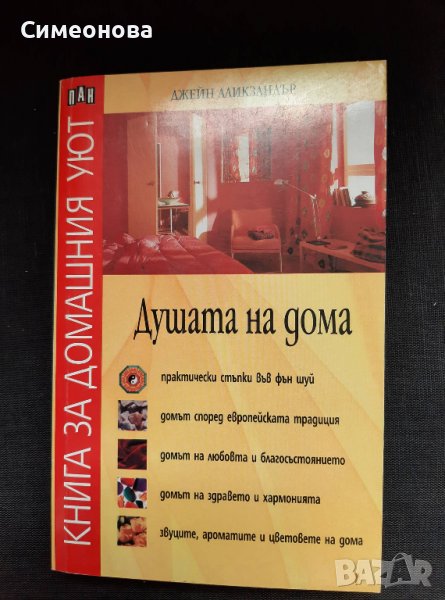 Симеонова
ПАН
КНИГА ЗА ДОМАШНИЯ УЮТ
ДЖЕЙН АЛИКЗАНДЪР
Душата на дома
практически стъпки във фън шуй
домът според европейската традиция
домът на любовта и благосъстоянието
домът на здравето и хармонията
звуците, ароматите и цветовете на дома
BAZAR